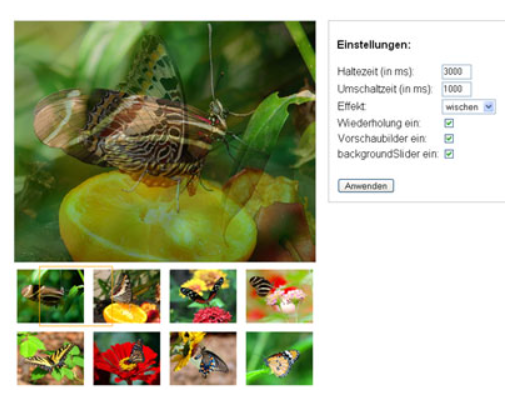 Einstellungen:
Haltezeit (in ms): 3000
Umschaltzeit (in ms): 1000
Effekt: wischen
Wiederholung ein:
Vorschaubilder ein:
backgroundSlider ein:
Anwenden